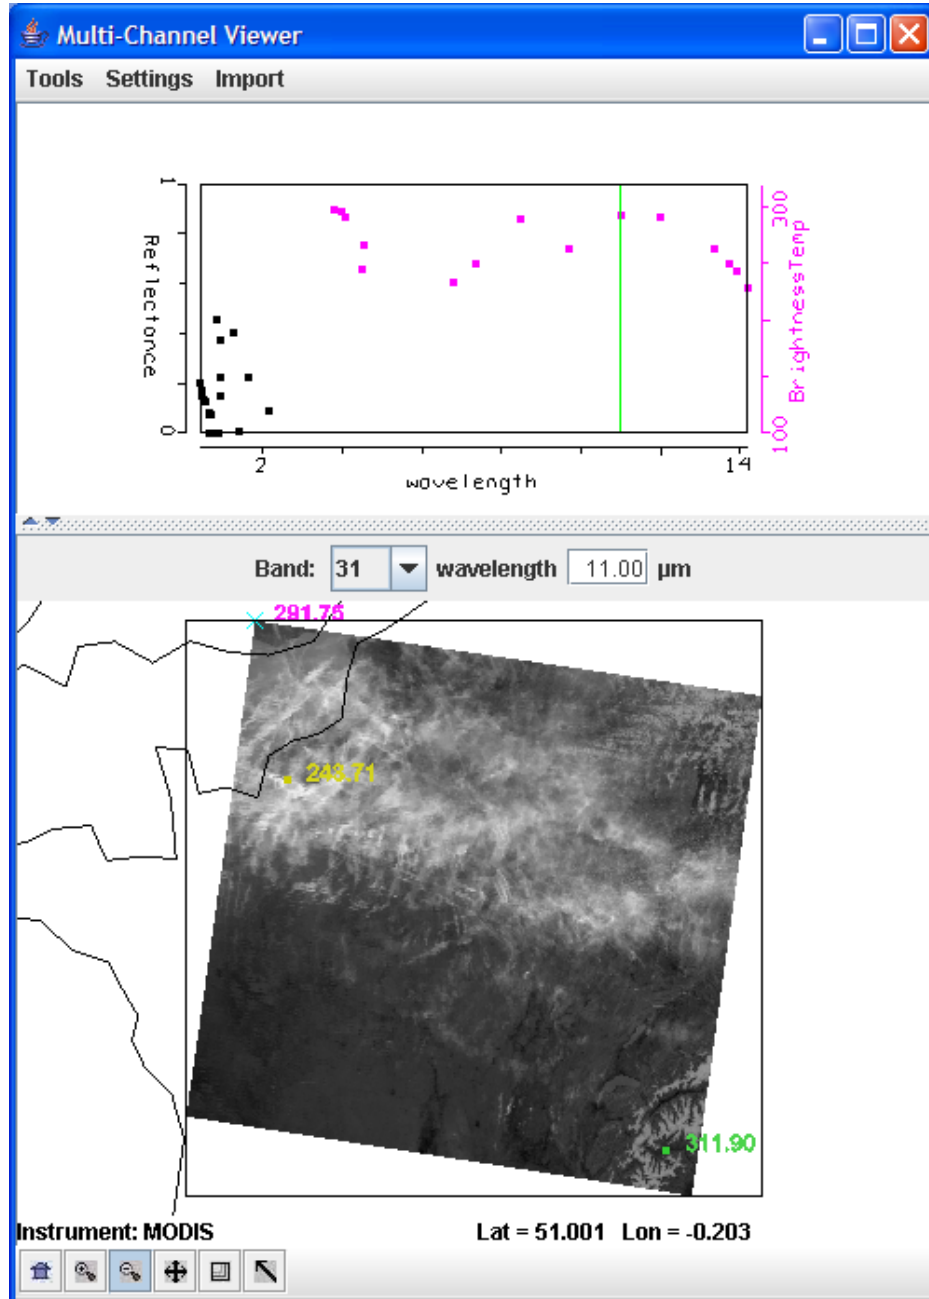 Multi-Channel Viewer
Tools Settings Import
1
Reflectance
0
300
BrightnessTemp
100
2
14
wavelength
Band: 31 wavelength 11.00 µm
291.75
243.71
311.90
Instrument: MODIS
Lat = 51.001 Lon = -0.203